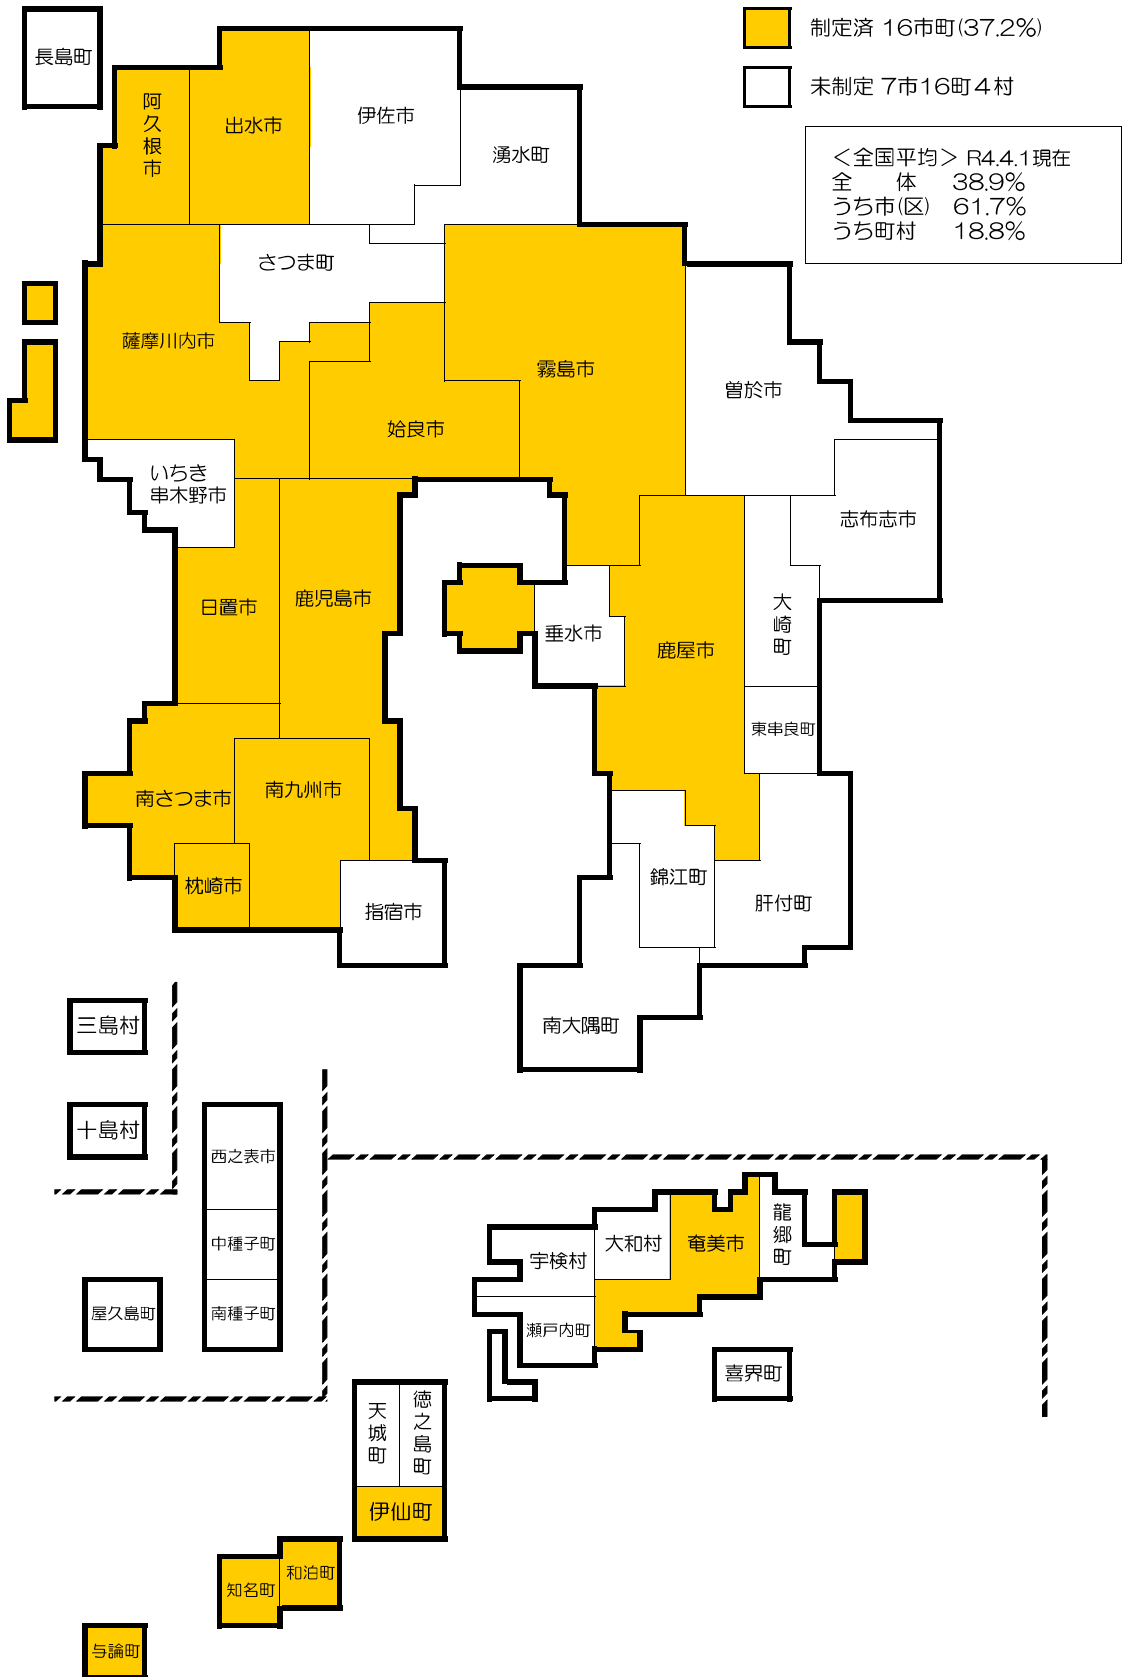 長島町
制定済 16市町(37.2%)
未制定 7市16町4村
<全国平均> R4.4.1現在
全　　体　38.9%
うち市(区)　61.7%
うち町村　18.8%
阿久根市
出水市
伊佐市
湧水町
さつま町
薩摩川内市
霧島市
曽於市
姶良市
いちき
串木野市
志布志市
日置市
鹿児島市
垂水市
鹿屋市
大崎町
東串良町
南さつま市
南九州市
枕崎市
指宿市
錦江町
肝付町
南大隅町
三島村
十島村
西之表市
中種子町
南種子町
屋久島町
宇検村
大和村
奄美市
龍郷町
瀬戸内町
喜界町
天城町
徳之島町
伊仙町
和泊町
知名町
与論町